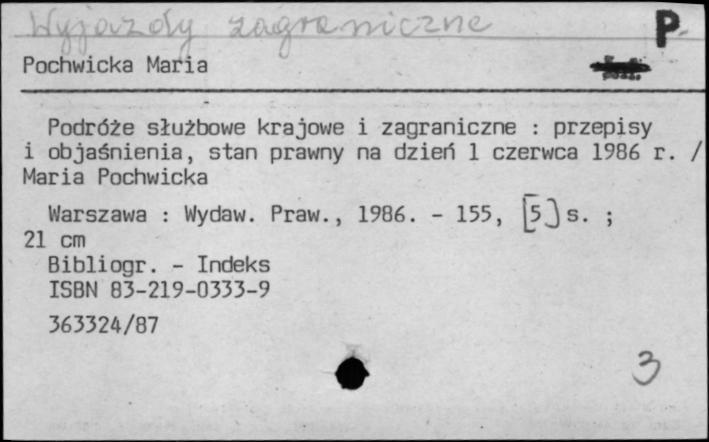 Wyjazdy zagraniczne
P.
Pochwicka Maria
Podróże służbowe krajowe i zagraniczne : przepisy
i objaśnienia, stan prawny na dzień 1 czerwca 1986 r. /
Maria Pochwicka
Warszawa : Wydaw. Praw., 1986. - 155, [5] s. ;
21 cm
Bibliogr. - Indeks
ISBN 83-219-0333-9
363324/87
3